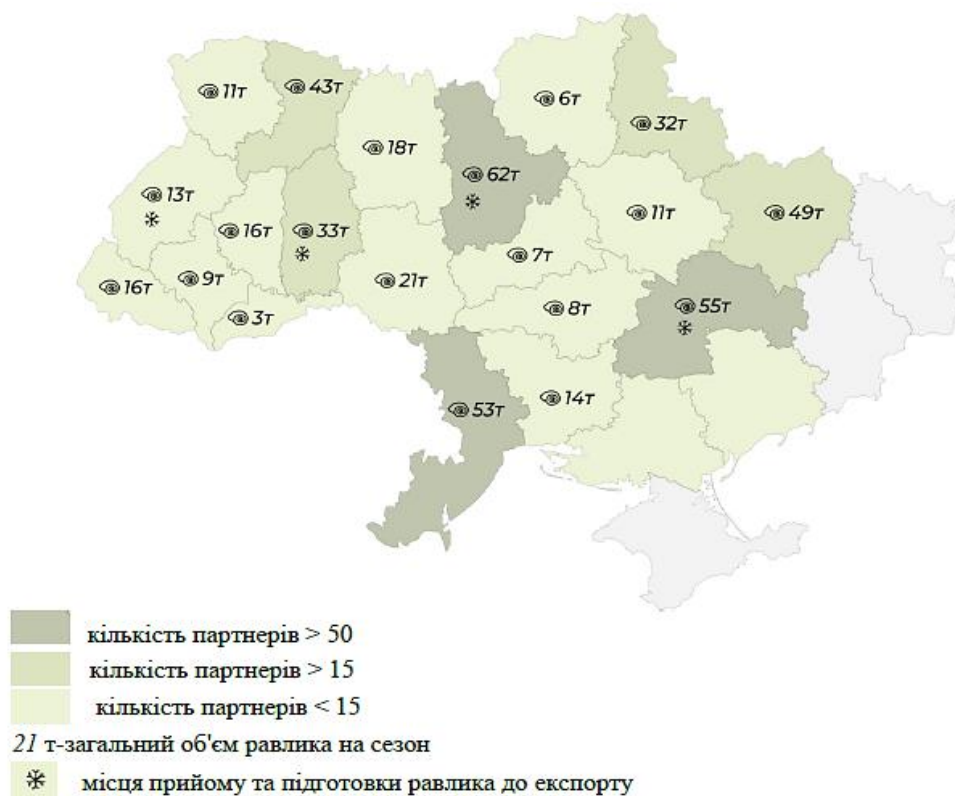 11т
43т
6т
32т
18т
62т
13т
16т
33т
11т
49т
7т
9т
16т
21т
3т
8т
55т
14т
53т
кількість партнерів > 50
кількість партнерів > 15
кількість партнерів < 15
21 т-загальний об'єм равлика на сезон
місця прийому та підготовки равлика до експорту